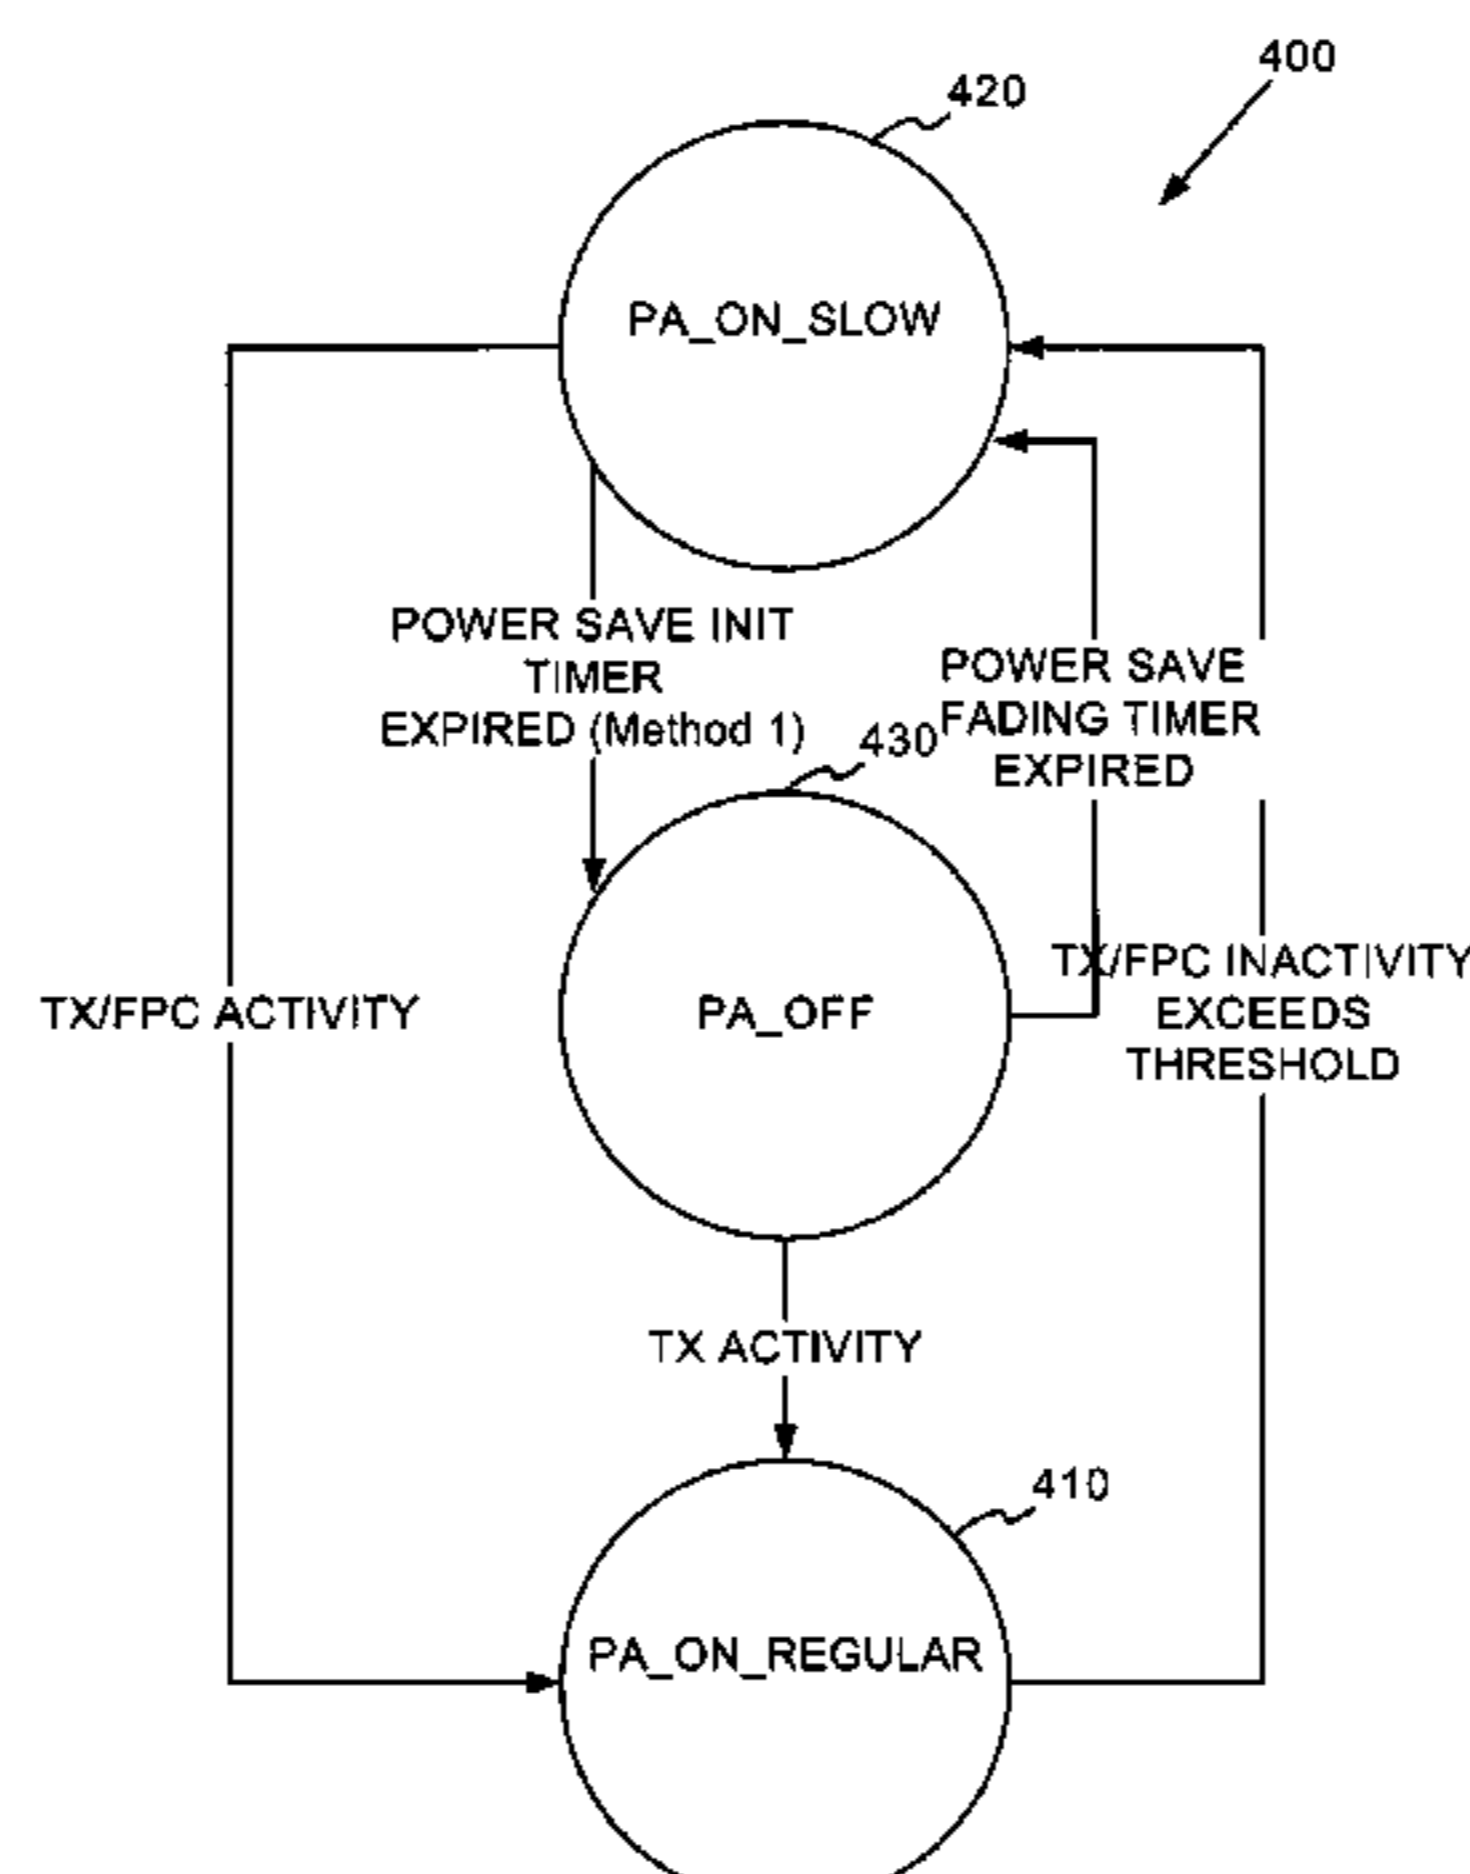 400
420
PA_ON_SLOW
POWER SAVE INIT
TIMER
EXPIRED (Method 1)
POWER SAVE
FADING TIMER
EXPIRED
430
TX/FPC ACTIVITY
PA_OFF
TX/FPC INACTIVITY
EXCEEDS
THRESHOLD
TX ACTIVITY
410
PA_ON_REGULAR